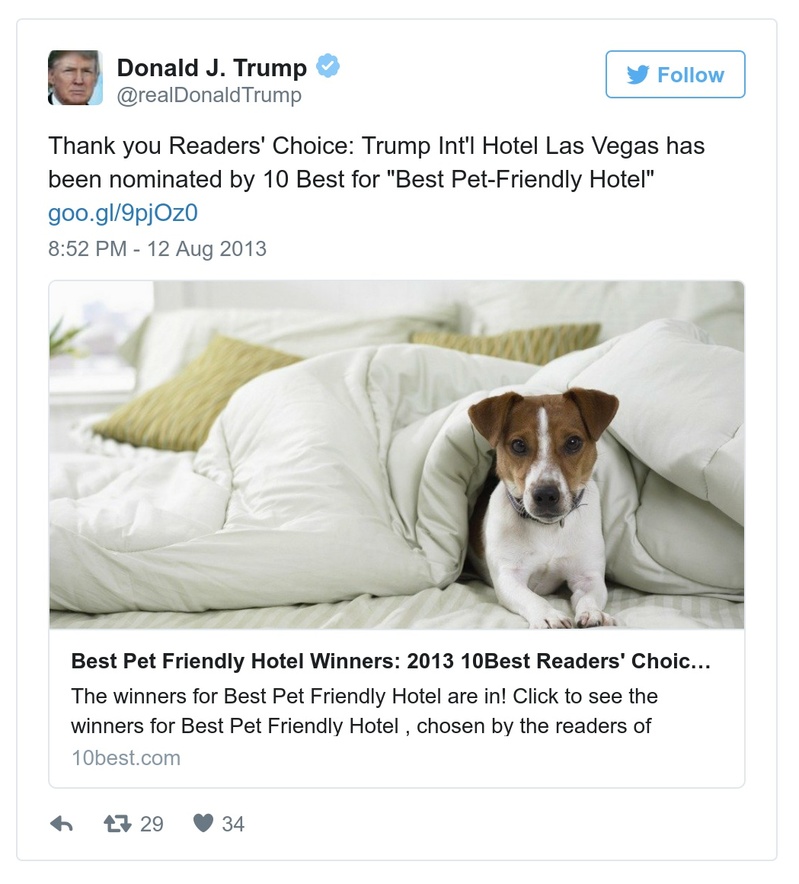 Donald J. Trump
@realDonaldTrump
Follow
Thank you Readers' Choice: Trump Int'l Hotel Las Vegas has
been nominated by 10 Best for "Best Pet-Friendly Hotel"
goo.gl/9pjOz0
8:52 PM - 12 Aug 2013
Best Pet Friendly Hotel Winners: 2013 10Best Readers' Choic...
The winners for Best Pet Friendly Hotel are in! Click to see the
winners for Best Pet Friendly Hotel , chosen by the readers of
10best.com
29 34